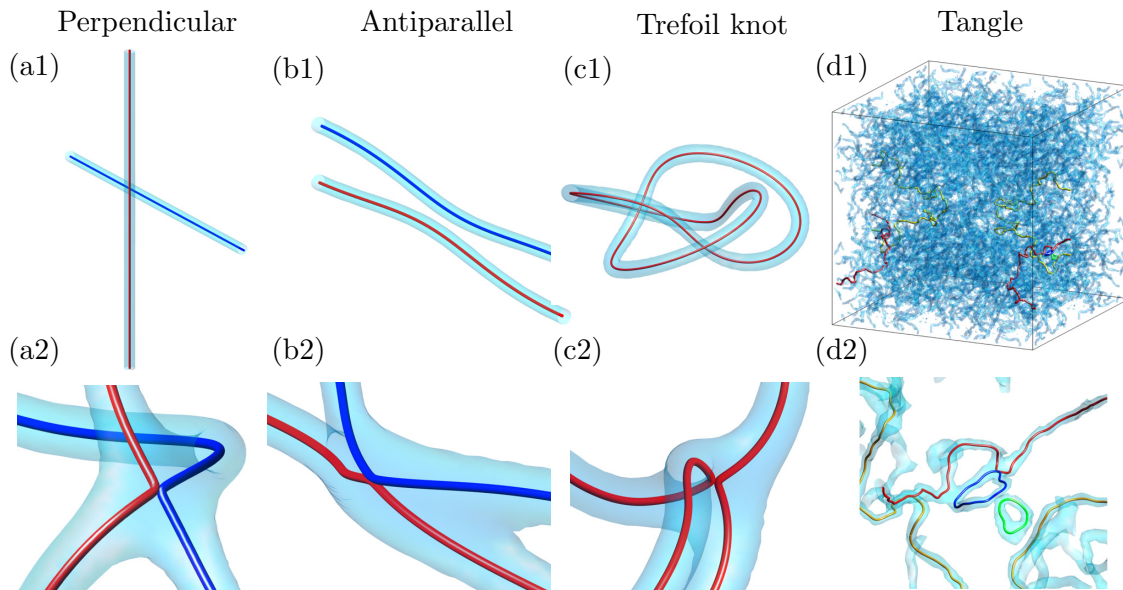 Perpendicular
Antiparallel
Trefoil knot
Tangle
(a1)
(b1)
(c1)
(d1)
(a2)
(b2)
(c2)
(d2)